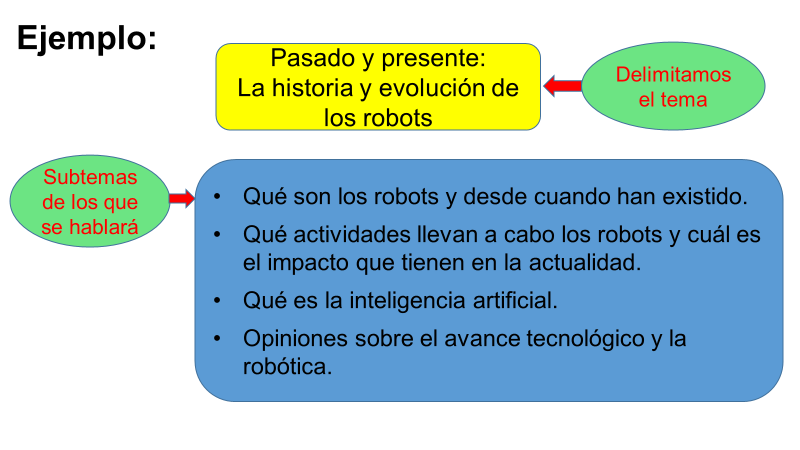 Ejemplo:
Pasado y presente:
La historia y evolución de
los robots
Delimitamos
el tema
Subtemas
de los que
se hablará
• Qué son los robots y desde cuando han existido.
• Qué actividades llevan a cabo los robots y cuál es
el impacto que tienen en la actualidad.
• Qué es la inteligencia artificial.
• Opiniones sobre el avance tecnológico y la
robótica.